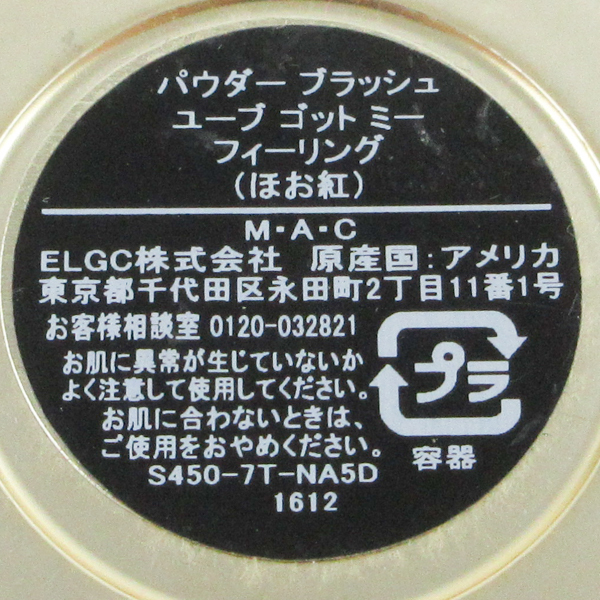 パウダー ブラッシュ
ユーブ ゴット ミー
フィーリング
(ほお紅)
M・A・C
ELGC株式会社 原産国:アメリカ
東京都千代田区永田町2丁目11番1号
お客様相談室 0120-032821
お肌に異常が生じていないか
よく注意して使用してください。
お肌に合わないときは、
ご使用をおやめください。
プラ
容器
S450-7T-NA5D
1612